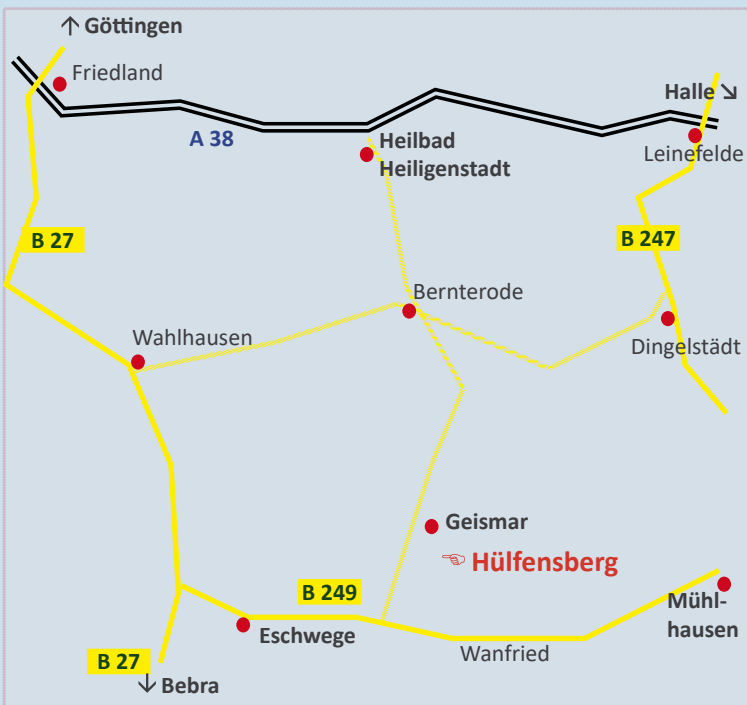 ↑ Göttingen
Friedland
Halle ↘
A 38
Heilbad
Heiligenstadt
Leinefelde
B 27
B 247
Bernterode
Wahlhausen
Dingelstädt
Geismar
☜ Hülfensberg
B 249
Mühl-
hausen
Eschwege
Wanfried
B 27
↓ Bebra